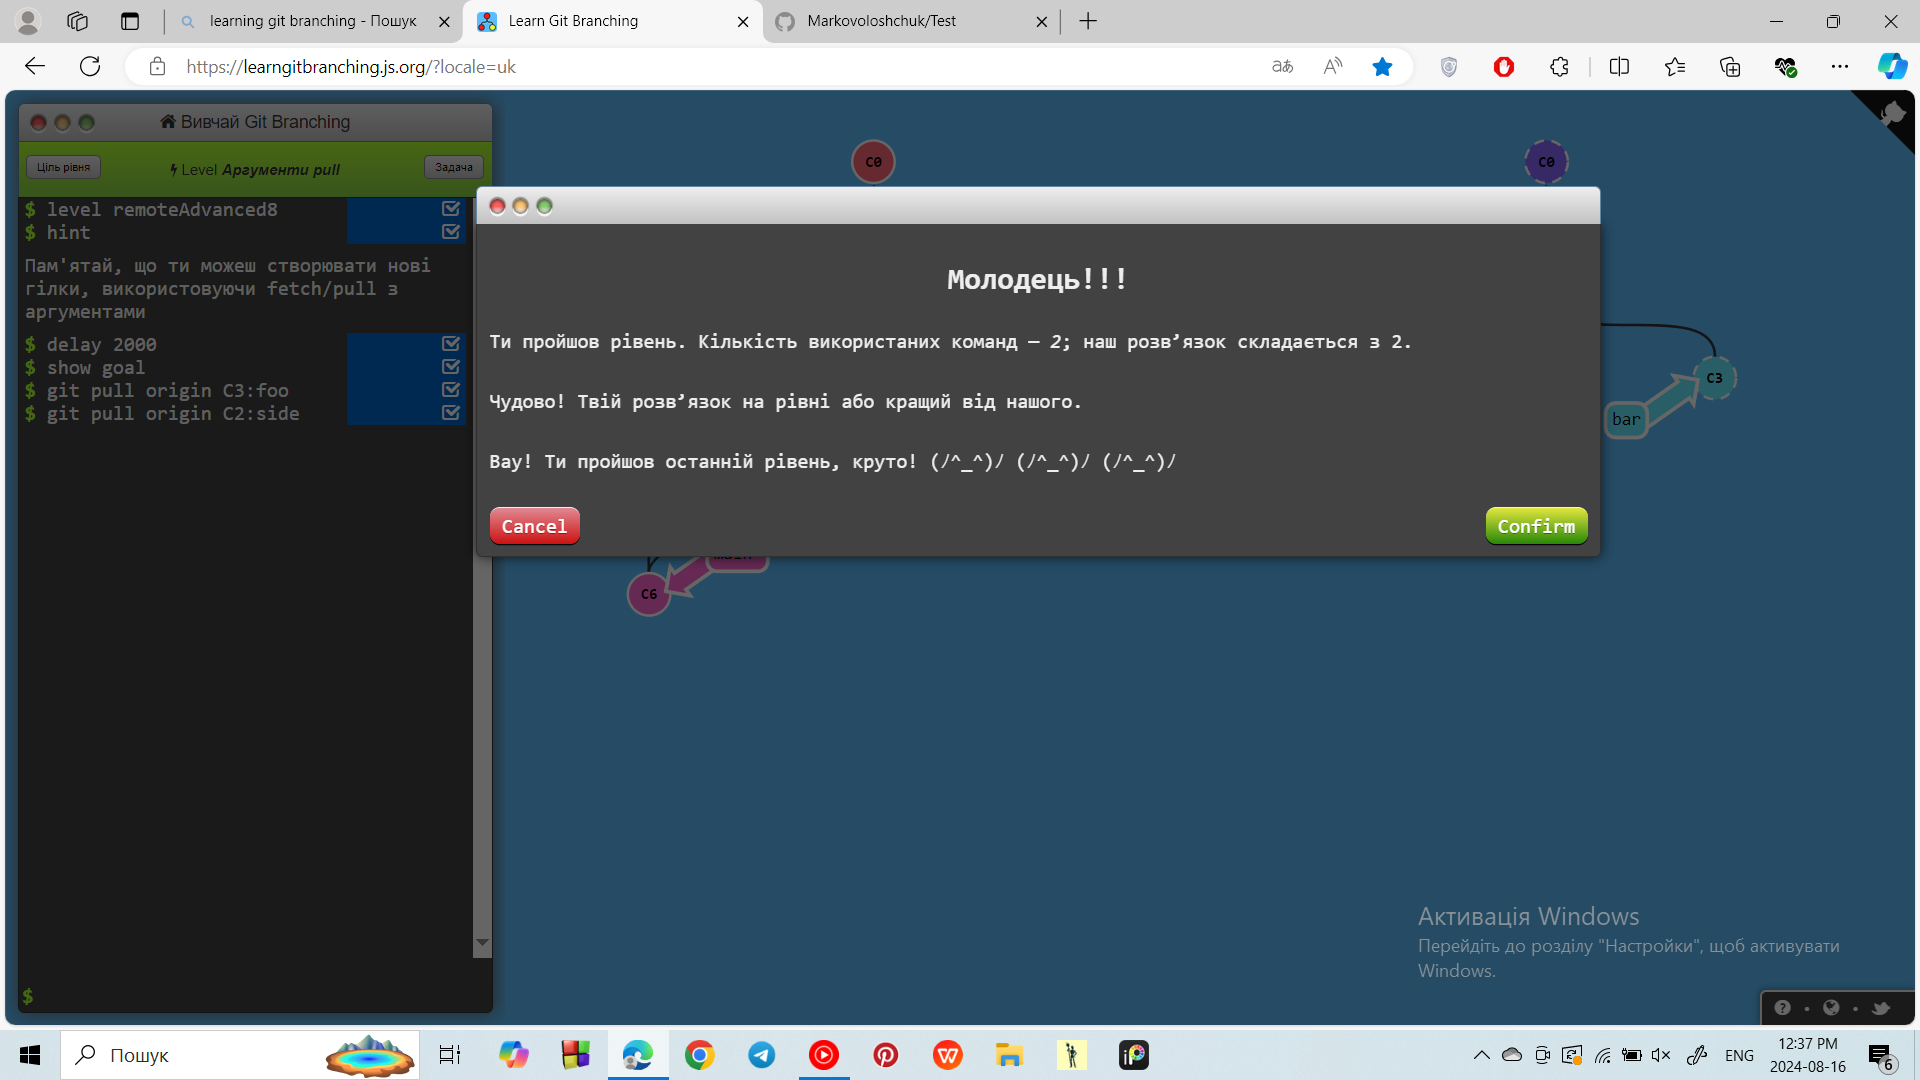 learning git branching - Пошук
Learn Git Branching
Markovoloshchuk/Test
https://learngitbranching.js.org/?locale=uk
Вивчай Git Branching
Ціль рівня
Level Аргументи pull
Задача
$ level remoteAdvanced8
$ hint
Пам'ятай, що ти можеш створювати нові
гілки, використовуючи fetch/pull з
аргументами
$ delay 2000
$ show goal
$ git pull origin C3:foo
$ git pull origin C2:side
$
C0
C0
Молодець!!!
Ти пройшов рівень. Кількість використаних команд — 2; наш розв’язок складається з 2.
Чудово! Твій розв’язок на рівні або кращий від нашого.
Вау! Ти пройшов останній рівень, круто! (/^_^)/ (/^_^)/ (/^_^)/
Cancel
Confirm
C3
bar
main
C6
Активація Windows
Перейдіть до розділу "Настройки", щоб активувати
Windows.
Пошук
ENG
12:37 PM
2024-08-16
6